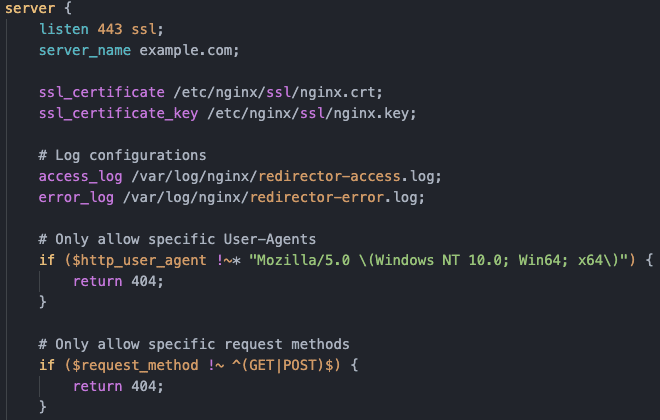 server {
listen 443 ssl;
server_name example.com;
ssl_certificate /etc/nginx/ssl/nginx.crt;
ssl_certificate_key /etc/nginx/ssl/nginx.key;
# Log configurations
access_log /var/log/nginx/redirector-access.log;
error_log /var/log/nginx/redirector-error.log;
# Only allow specific User-Agents
if ($http_user_agent !~* "Mozilla/5.0 \(Windows NT 10.0; Win64; x64\)") {
return 404;
}
# Only allow specific request methods
if ($request_method !~ ^(GET|POST)$) {
return 404;
}